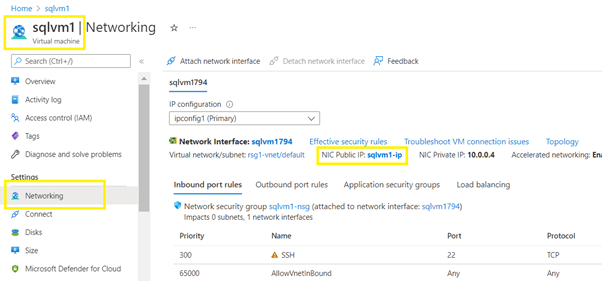 Home > sqlvm1 >
sqlvm1 | Networking
Virtual machine
Search (Ctrl+/)
Overview
Activity log
Access control (IAM)
Tags
Diagnose and solve problems
Settings
Networking
Connect
Disks
Size
Microsoft Defender for Cloud
Attach network interface
Detach network interface
Feedback
sqlvm1794
IP configuration
ipconfig1 (Primary)
Network Interface: sqlvm1794 Effective security rules Troubleshoot VM connection issues Topology
Virtual network/subnet: rsg1-vnet/default NIC Public IP: sqlvm1-ip NIC Private IP: 10.0.0.4 Accelerated networking: Ena
Inbound port rules Outbound port rules Application security groups Load balancing
Network security group sqlvm1-nsg (attached to network interface: sqlvm1794)
Impacts 0 subnets, 1 network interfaces
Priority Name Port Protocol
300 SSH 22 TCP
65000 AllowVnetInBound Any Any